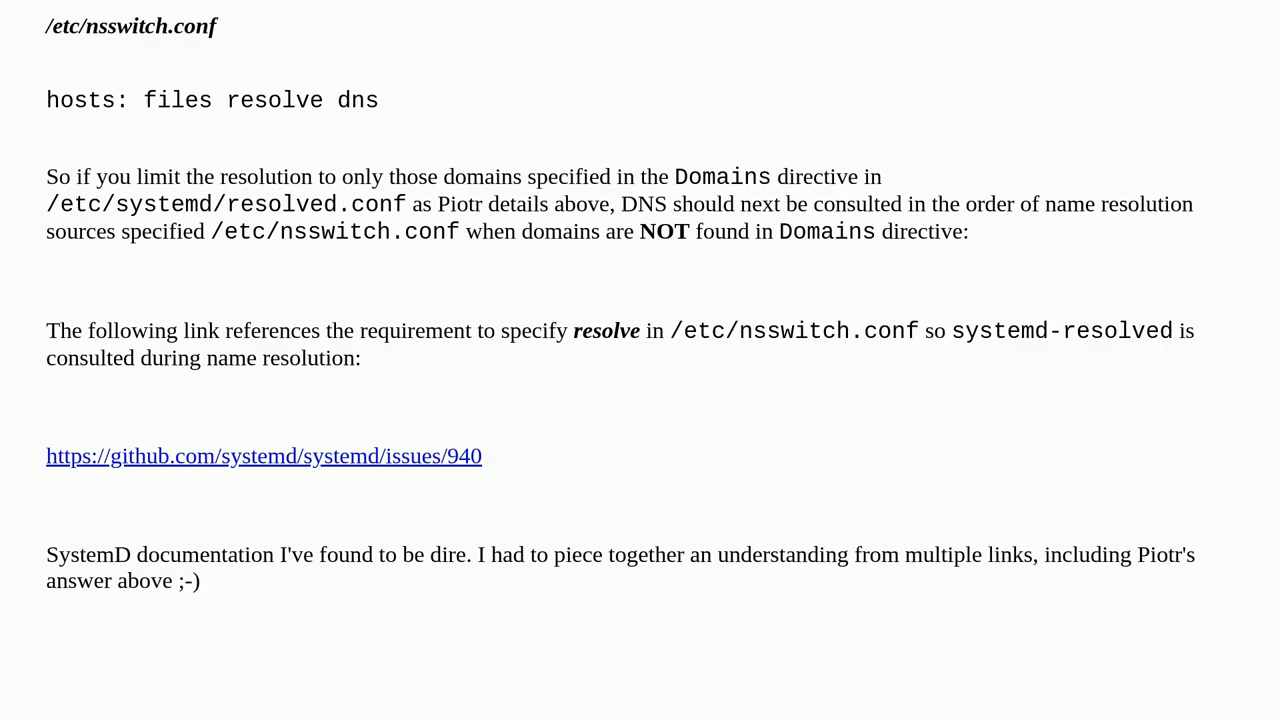 /etc/nsswitch.conf
hosts: files resolve dns
So if you limit the resolution to only those domains specified in the Domains directive in
/etc/systemd/resolved.conf as Piotr details above, DNS should next be consulted in the order of name resolution
sources specified /etc/nsswitch.conf when domains are NOT found in Domains directive:
The following link references the requirement to specify resolve in /etc/nsswitch.conf so systemd-resolved is
consulted during name resolution:
https://github.com/systemd/systemd/issues/940
SystemD documentation I've found to be dire. I had to piece together an understanding from multiple links, including Piotr's
answer above ;-)